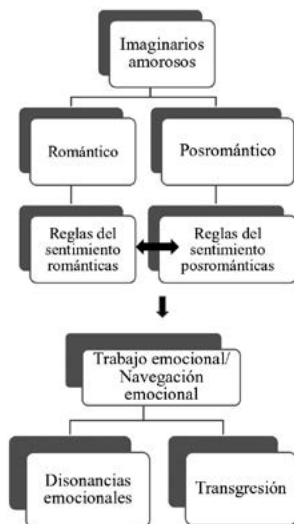 Imaginarios
amorosos
Romántico
Posromántico
Reglas del
sentimiento
románticas
Reglas del
sentimiento
posrománticas
Trabajo emocional/
Navegación
emocional
Disonancias
emocionales
Transgresión